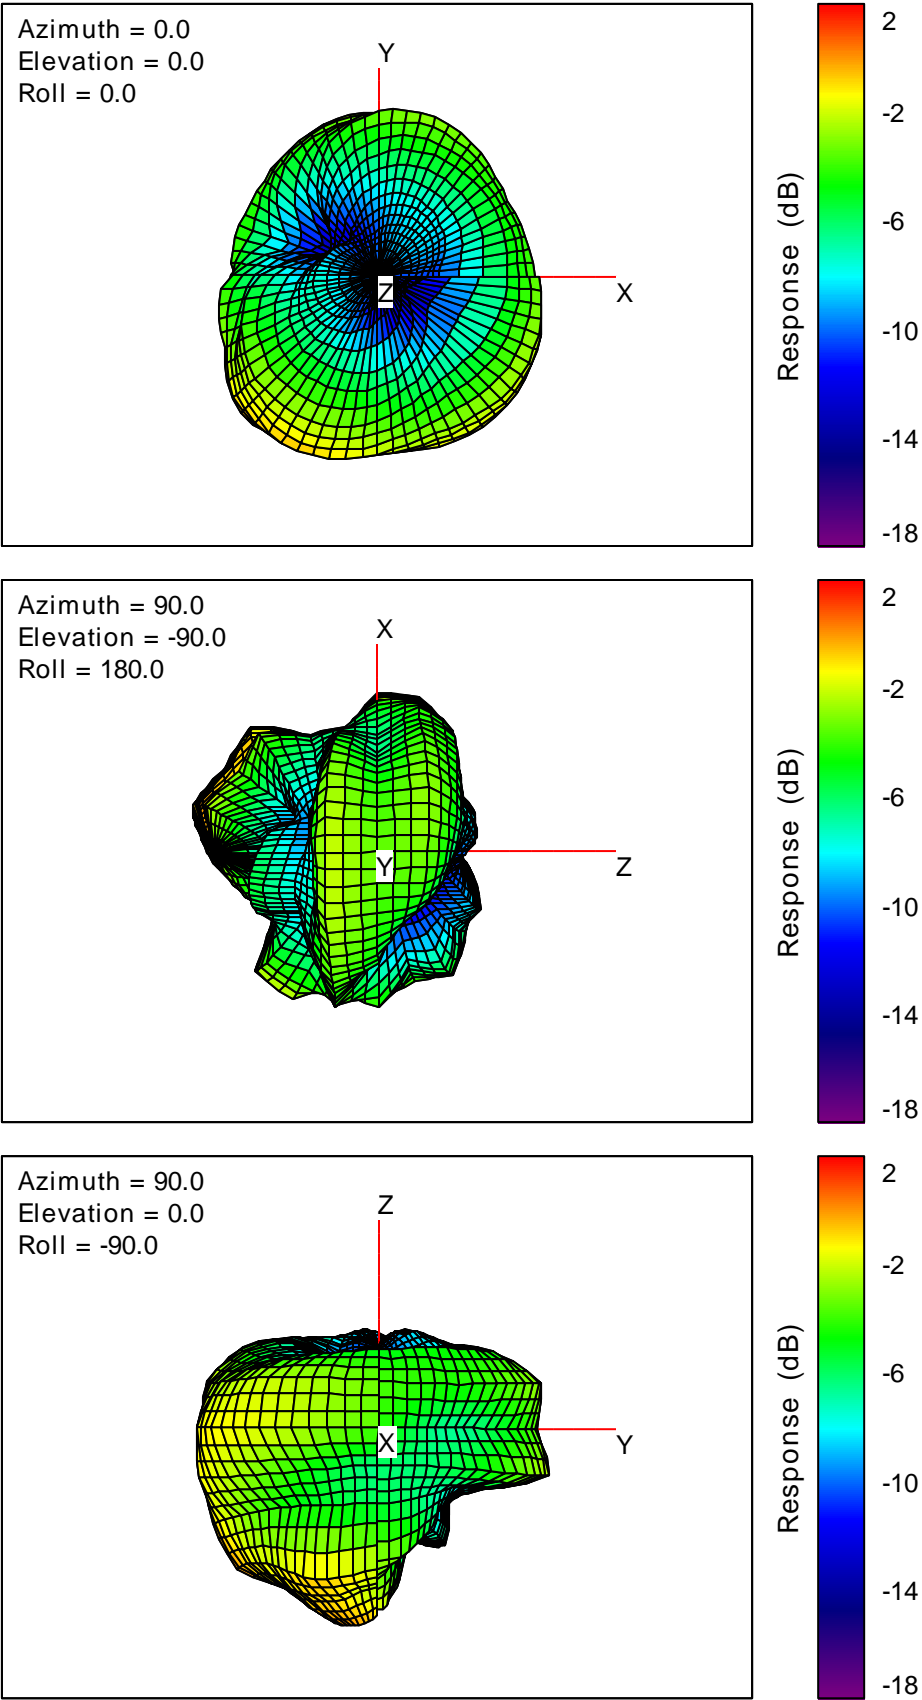 Azimuth = 0.0
Elevation = 0.0
Roll = 0.0
Y
X
Z
2
-2
-6
-10
-14
-18
Response (dB)
Azimuth = 90.0
Elevation = -90.0
Roll = 180.0
X
Z
Y
2
-2
-6
-10
-14
-18
Response (dB)
Azimuth = 90.0
Elevation = 0.0
Roll = -90.0
Z
Y
X
2
-2
-6
-10
-14
-18
Response (dB)